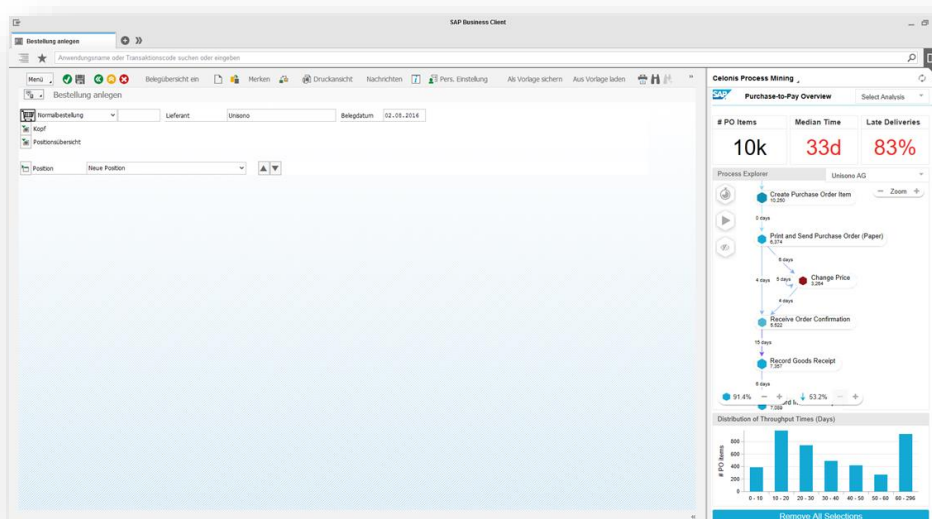 SAP Business Client
Bestellung anlegen
Anwendungsname oder Transaktionscode suchen oder eingeben
Menü Belegübersicht ein Merken Druckansicht Nachrichten Pers. Einstellung Als Vorlage sichern Aus Vorlage laden
Bestellung anlegen
Normalbestellung Lieferant Unisono Belegdatum 02.08.2016
Kopf
Positionsübersicht
Position Neue Position
Celonis Process Mining
SAP Purchase-to-Pay Overview Select Analysis
# PO Items Median Time Late Deliveries
10k 33d 83%
Process Explorer Unisono AG
Create Purchase Order Item
10,250
− Zoom +
3 days
Print and Send Purchase Order (Paper)
6,374
6 days
4 days 5 days Change Price
3,264
4 days
Receive Order Confirmation
8,622
15 days
Record Goods Receipt
7,357
6 days
91.4% − + 53.2% − +
7,089
Distribution of Throughput Times (Days)
# PO Items
800
600
400
200
0
0 - 10 10 - 20 20 - 30 30 - 40 40 - 50 50 - 60 60 - 296
Remove All Selections